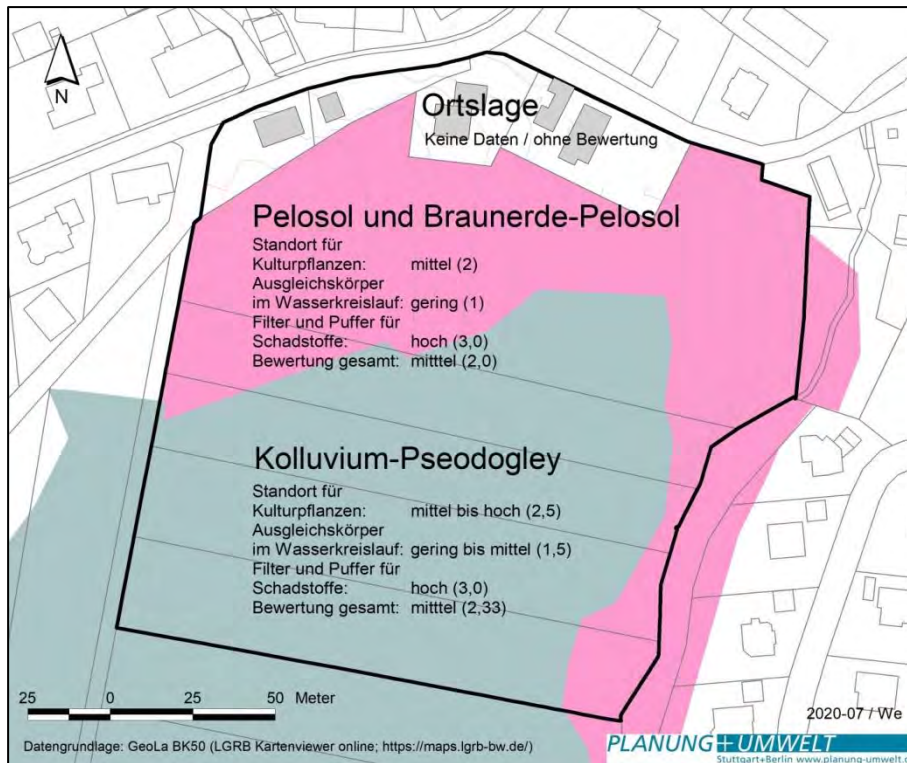 N
Ortslage
Keine Daten / ohne Bewertung
Pelosol und Braunerde-Pelosol
Standort für
Kulturpflanzen: mittel (2)
Ausgleichskörper
im Wasserkreislauf: gering (1)
Filter und Puffer für
Schadstoffe: hoch (3,0)
Bewertung gesamt: mitttel (2,0)
Kolluvium-Pseodogley
Standort für
Kulturpflanzen: mittel bis hoch (2,5)
Ausgleichskörper
im Wasserkreislauf: gering bis mittel (1,5)
Filter und Puffer für
Schadstoffe: hoch (3,0)
Bewertung gesamt: mitttel (2,33)
25 0 25 50 Meter
2020-07 / We
Datengrundlage: GeoLa BK50 (LGRB Kartenviewer online; https://maps.lgrb-bw.de/)
PLANUNG+UMWELT
Stuttgart+Berlin www.planung-umwelt.d